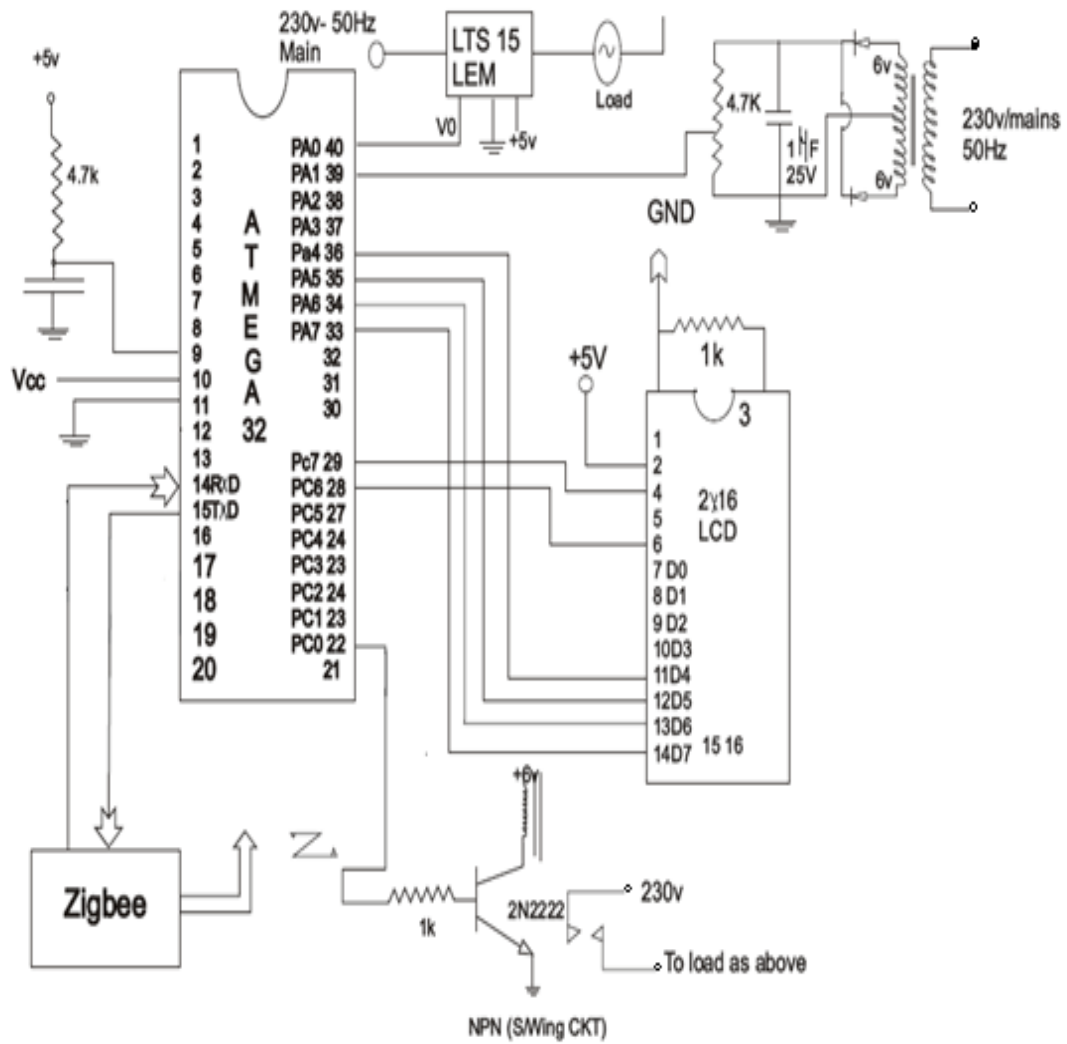 +5v
4.7k
230v- 50Hz
Main
LTS 15
LEM
V0
+5v
Load
4.7K
1 μF
25V
6v
6v
230v/mains
50Hz
GND
ATMEGA
32
1
2
3
4
5
6
7
8
9
10
11
12
13
14RXD
15TXD
16
17
18
19
20
PA0 40
PA1 39
PA2 38
PA3 37
Pa4 36
PA5 35
PA6 34
PA7 33
32
31
30
Pc7 29
PC6 28
PC5 27
PC4 24
PC3 23
PC2 24
PC1 23
PC0 22
21
Vcc
+5V
1k
3
1
2
4
5
6
7 D0
8 D1
9 D2
10D3
11D4
12D5
13D6
14D7
2χ16
LCD
15 16
Zigbee
+6v
1k
2N2222
230v
To load as above
NPN (S/Wing CKT)